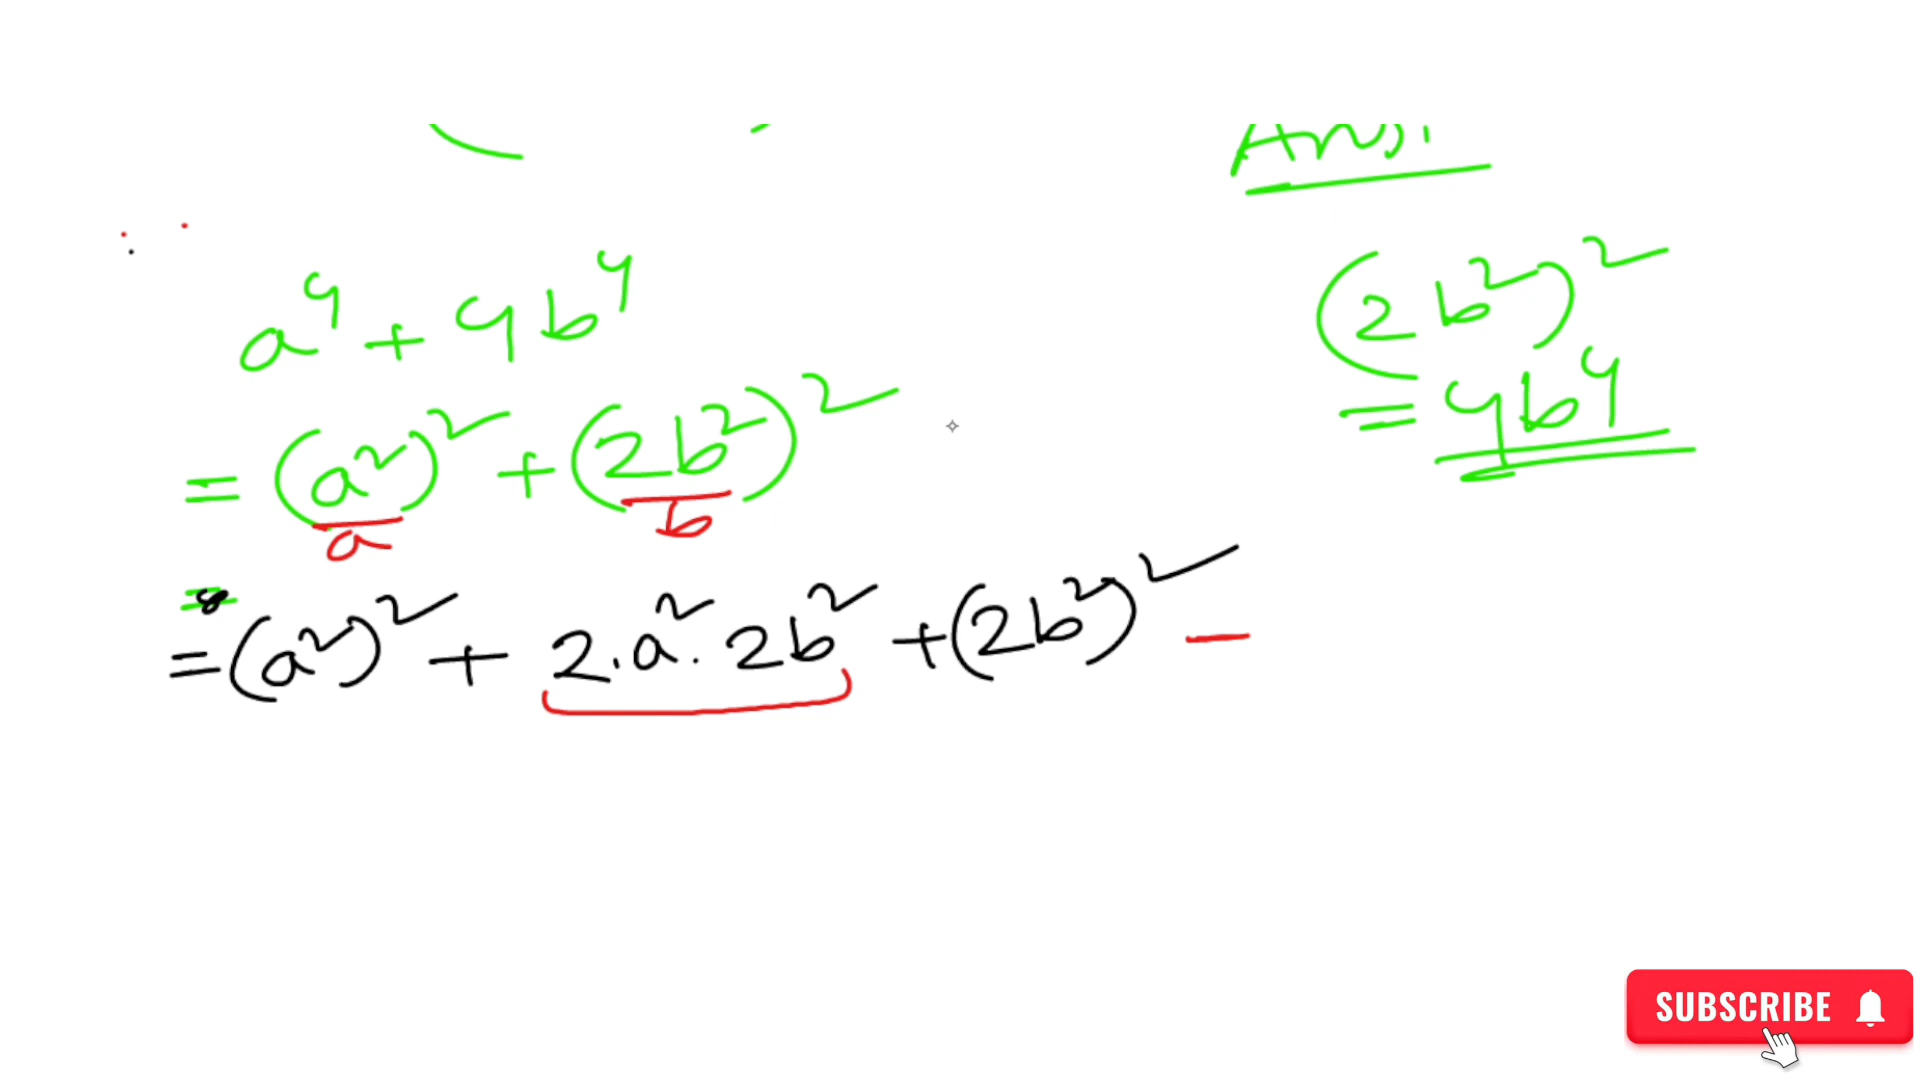 Ans.
a⁴ + 4b⁴
(2b²)²
= 4b⁴
= (a²)² + (2b²)²
a b
=
= (a²)² + 2.a².2b² + (2b²)² −
SUBSCRIBE